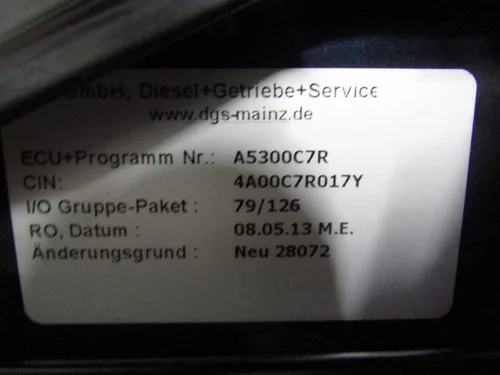 GmbH; Diesel+Getriebe+Service
www.dgs-mainz.de
ECU+Programm Nr.: A5300C7R
CIN: 4A00C7R017Y
I/O Gruppe-Paket : 79/126
RO, Datum : 08.05.13 M.E.
Änderungsgrund : Neu 28072